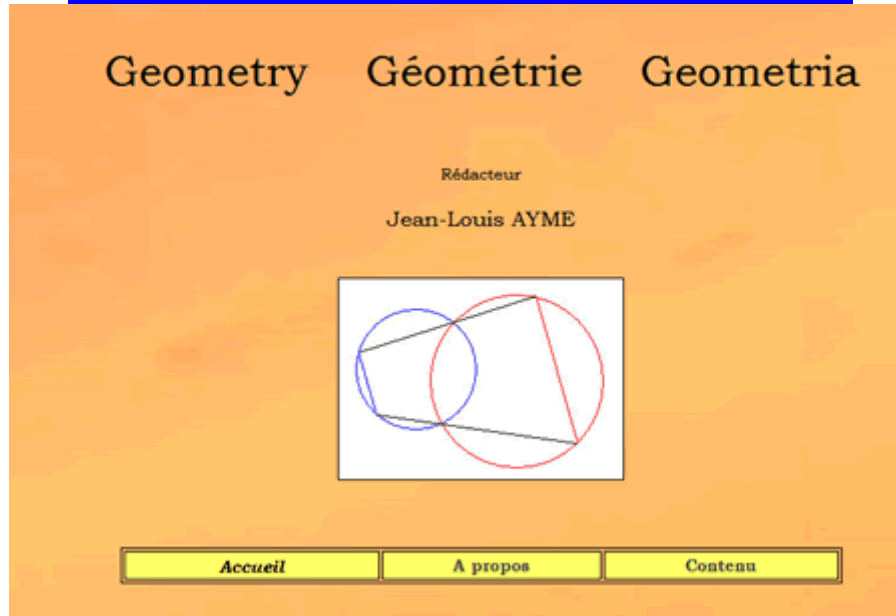 Geometry Géométrie Geometria
Rédacteur
Jean-Louis AYME
Accueil A propos Contenu